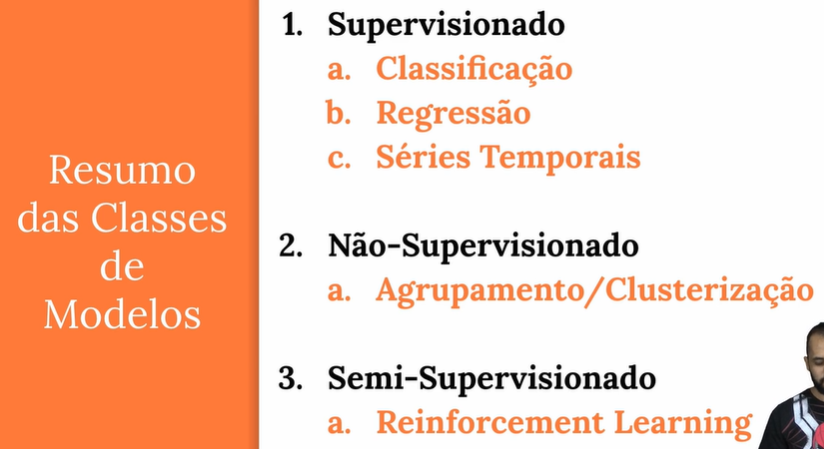 Resumo
das Classes
de
Modelos
1. Supervisionado
a. Classificação
b. Regressão
c. Séries Temporais
2. Não-Supervisionado
a. Agrupamento/Clusterização
3. Semi-Supervisionado
a. Reinforcement Learning